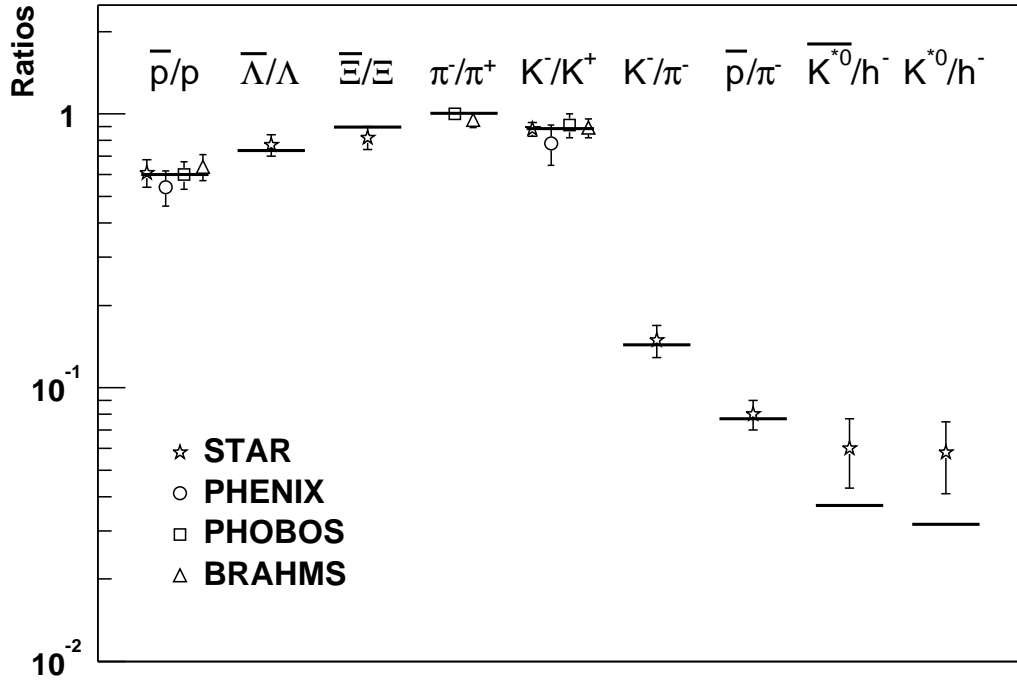 Ratios
p̅/p Λ̅/Λ Ξ̅/Ξ π⁻/π⁺ K⁻/K⁺ K⁻/π⁻ p̅/π⁻ K̅*⁰/h⁻ K*⁰/h⁻
1
10⁻¹
STAR
PHENIX
PHOBOS
BRAHMS
10⁻²